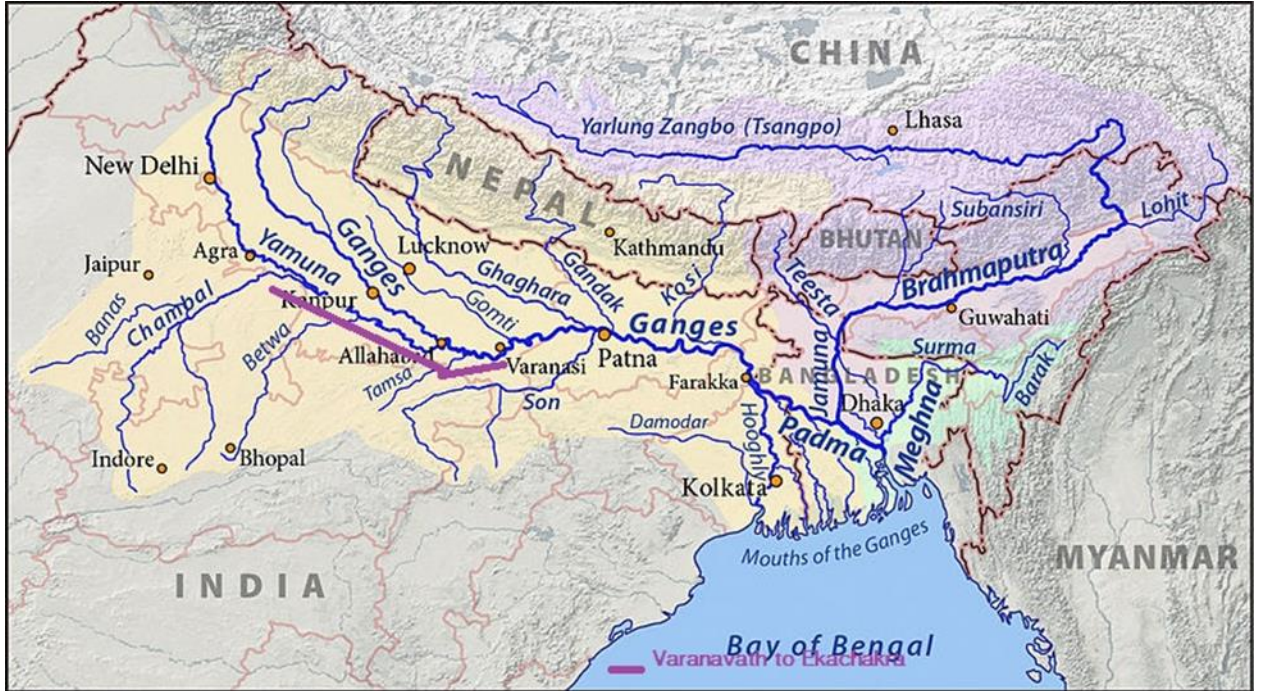 CHINA
Yarlung Zangbo (Tsangpo)
Lhasa
New Delhi
NEPAL
Subansiri
Lohit
BHUTAN
Kathmandu
Agra
Yamuna
Ganges
Lucknow
Ghaghara
Gandak
Kosi
Teesta
Brahmaputra
Jaipur
Banas
Chambal
Kanpur
Gomti
Ganges
Guwahati
Betwa
Allahabad
Varanasi
Patna
Surma
Tamsa
Son
Farakka
BANGLADESH
Jamuna
Barak
Dhaka
Meghna
Damodar
Hooghly
Padma
Indore
Bhopal
Kolkata
Mouths of the Ganges
MYANMAR
INDIA
Bay of Bengal
Varanavath to Ekachakra